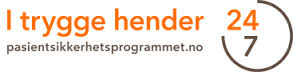 I trygge hender 24
pasientsikkerhetsprogrammet.no 7